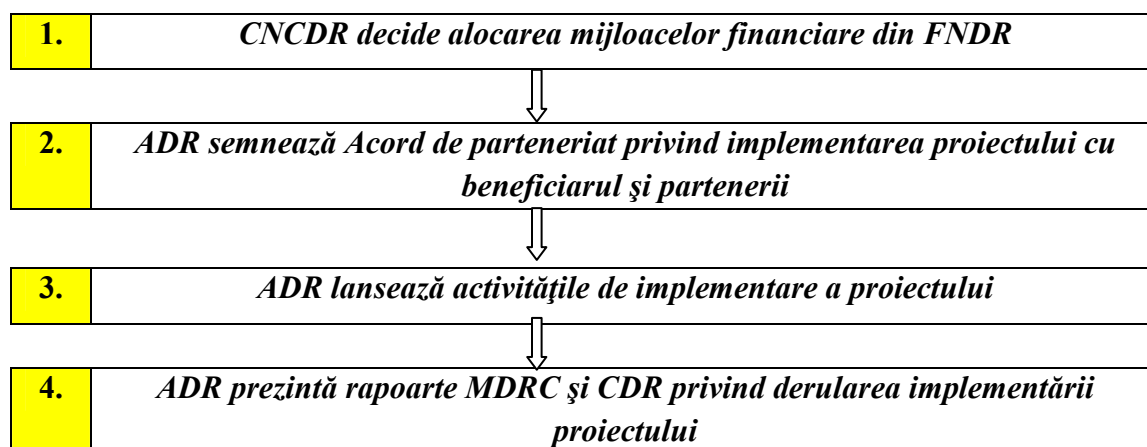 1. CNCDR decide alocarea mijloacelor financiare din FNDR
2. ADR semnează Acord de parteneriat privind implementarea proiectului cu
beneficiarul şi partenerii
3. ADR lansează activităţile de implementare a proiectului
4. ADR prezintă rapoarte MDRC şi CDR privind derularea implementării
proiectului